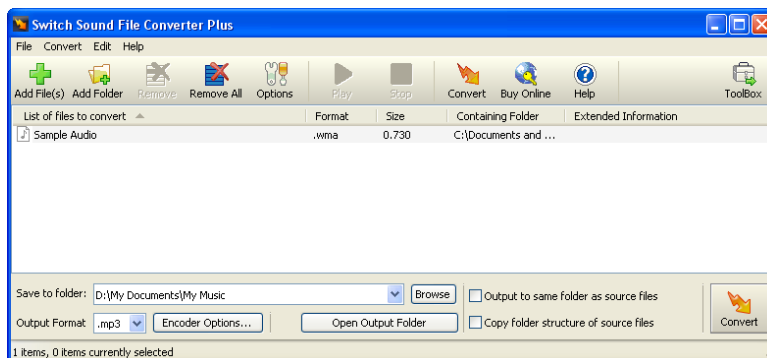 Switch Sound File Converter Plus
File Convert Edit Help
Add File(s) Add Folder Remove Remove All Options Play Stop Convert Buy Online Help ToolBox
List of files to convert Format Size Containing Folder Extended Information
Sample Audio .wma 0.730 C:\Documents and ...
Save to folder: D:\My Documents\My Music Browse Output to same folder as source files
Output Format .mp3 Encoder Options... Open Output Folder Copy folder structure of source files Convert
1 items, 0 items currently selected